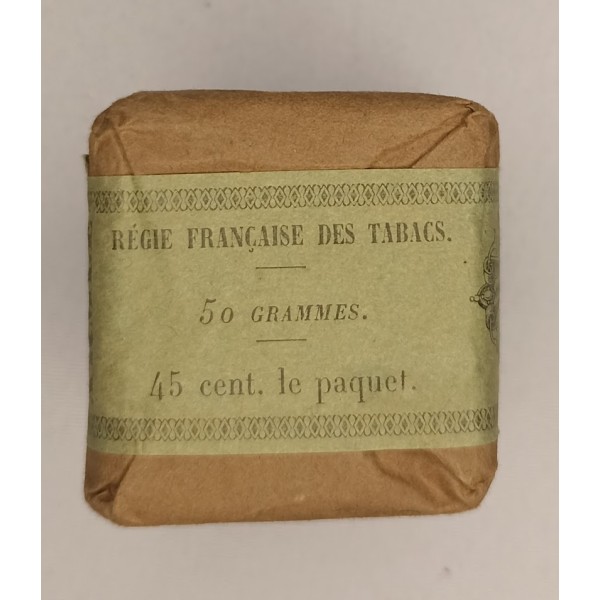 RÉGIE FRANÇAISE DES TABACS.
50 GRAMMES.
45 cent. le paquet.